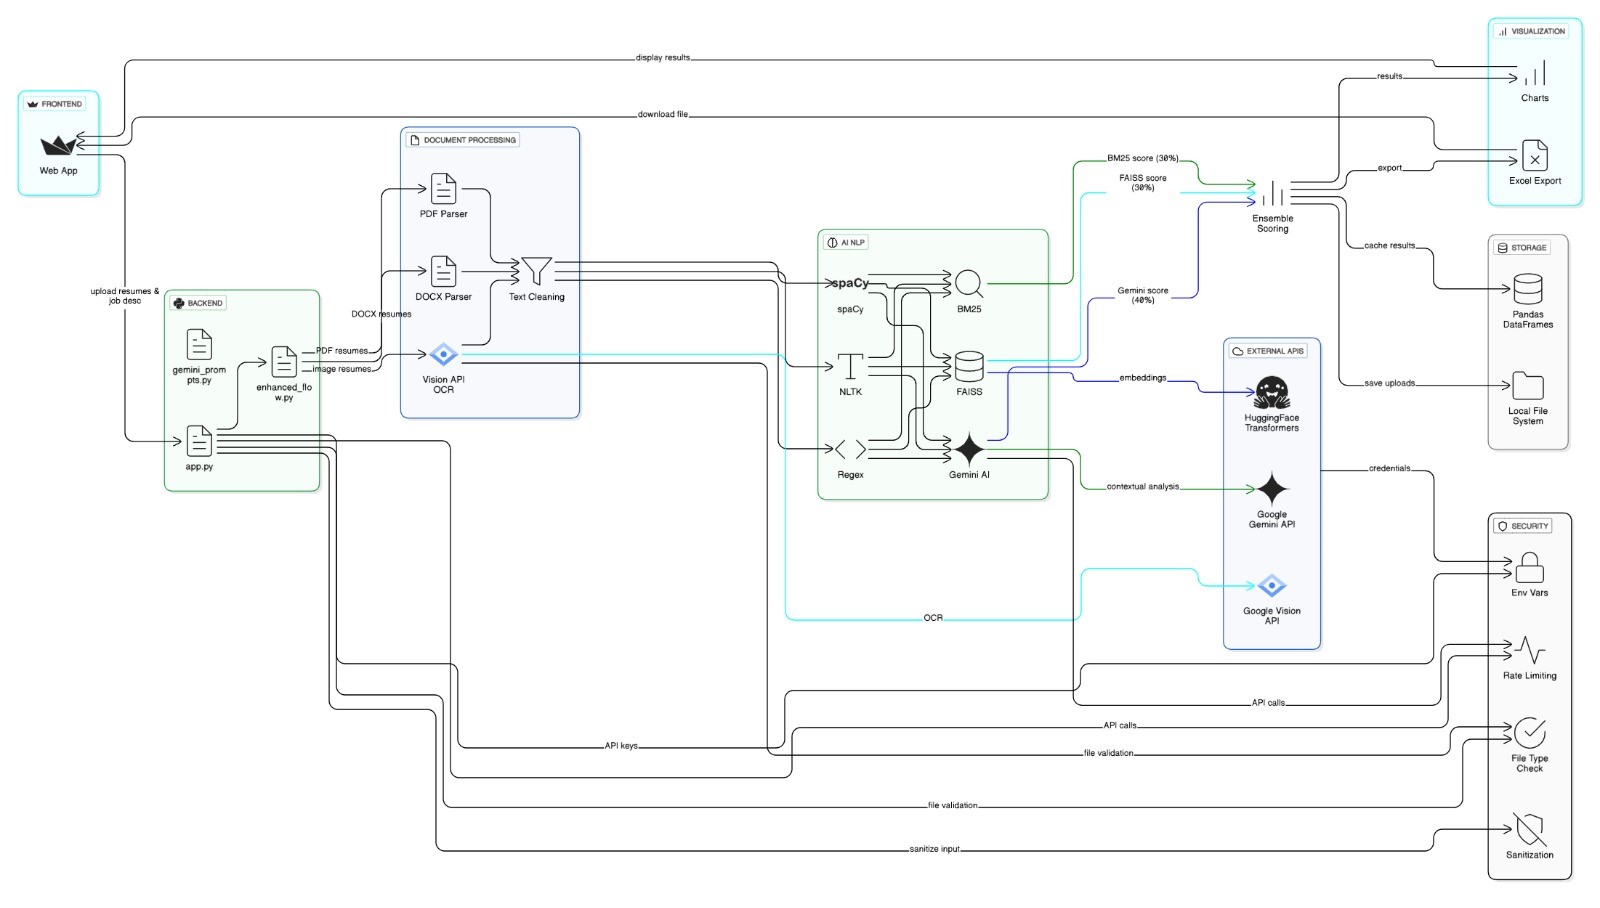 VISUALIZATION
display results
results
Charts
FRONTEND
download file
Web App
DOCUMENT PROCESSING
BM25 score (30%)
export
Excel Export
FAISS score
(30%)
PDF Parser
Ensemble
Scoring
AI NLP
cache results
STORAGE
upload resumes &
job desc
BACKEND
DOCX Parser
Text Cleaning
spaCy
spaCy
BM25
Gemini score
(40%)
Pandas
DataFrames
DOCX resumes
PDF resumes
image resumes
gemini_prom
pts.py
enhanced_flo
w.py
Vision API
OCR
NLTK
FAISS
EXTERNAL APIS
embeddings
HuggingFace
Transformers
save uploads
Local File
System
app.py
Regex
Gemini AI
credentials
contextual analysis
Google
Gemini API
SECURITY
Env Vars
OCR
Google Vision
API
Rate Limiting
API calls
API calls
API keys
file validation
File Type
Check
file validation
sanitize input
Sanitization